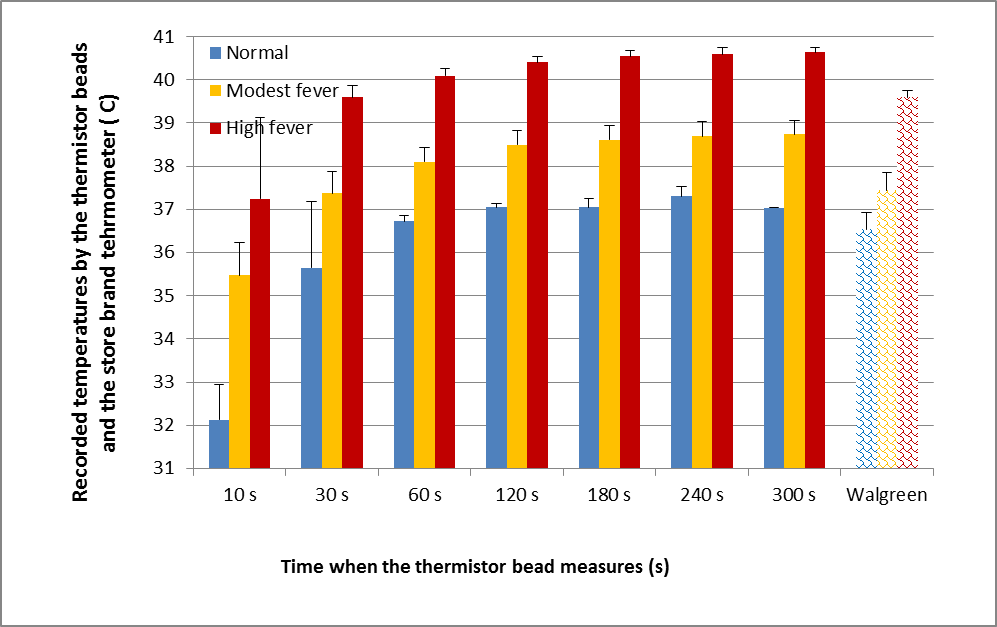 Recorded temperatures by the thermistor beads
and the store brand tehrmometer ( C)
41
40
39
38
37
36
35
34
33
32
31
Normal
Modest fever
High fever
10 s
30 s
60 s
120 s
180 s
240 s
300 s
Walgreen
Time when the thermistor bead measures (s)